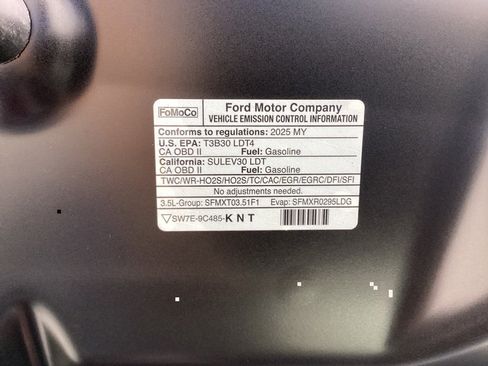 FoMoCo
Ford Motor Company
VEHICLE EMISSION CONTROL INFORMATION
Conforms to regulations: 2025 MY
U.S. EPA: T3B30 LDT4
CA OBD II Fuel: Gasoline
California: SULEV30 LDT
CA OBD II Fuel: Gasoline
TWC/WR-HO2S/HO2S/TC/CAC/EGR/EGRC/DFI/SFI
No adjustments needed.
3.5L-Group: SFMXT03.51F1 Evap: SFMXR0295LDG
SW7E-9C485-KNT